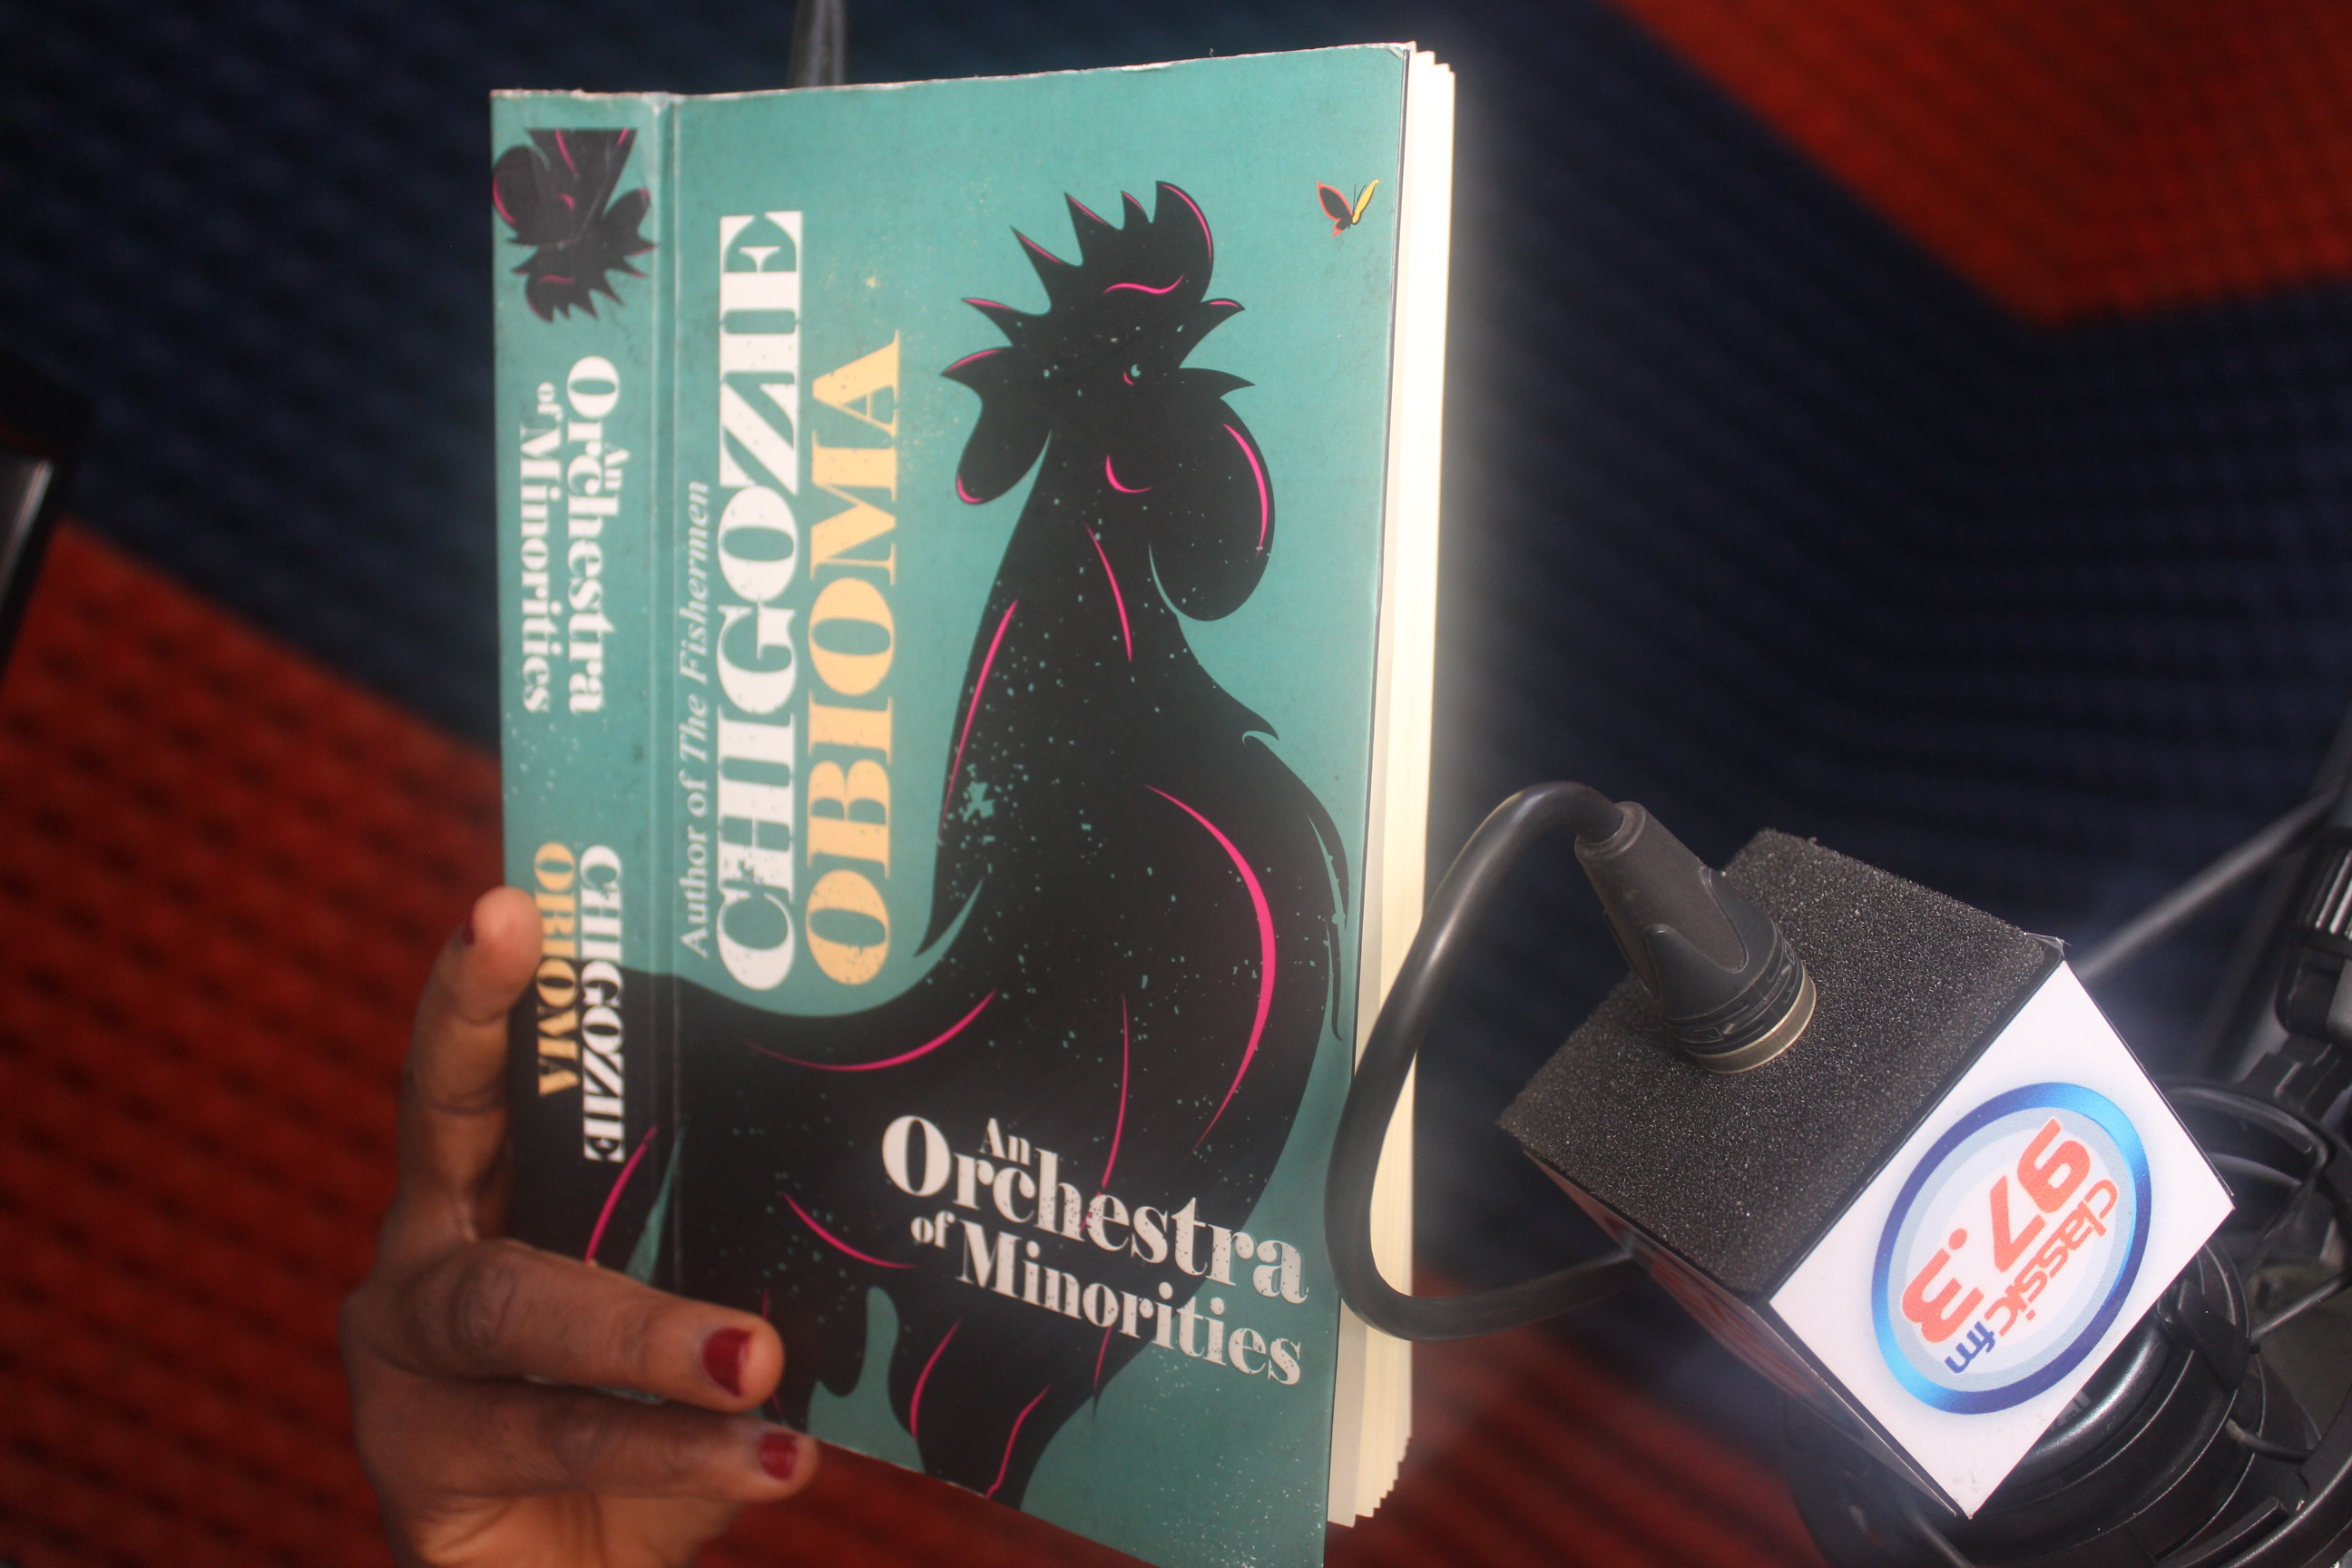 An
Orchestra
of Minorities
CHIGOZIE
OBIOMA
Author of The Fishermen
CHIGOZIE
OBIOMA
An
Orchestra
of Minorities
classic fm
97.3